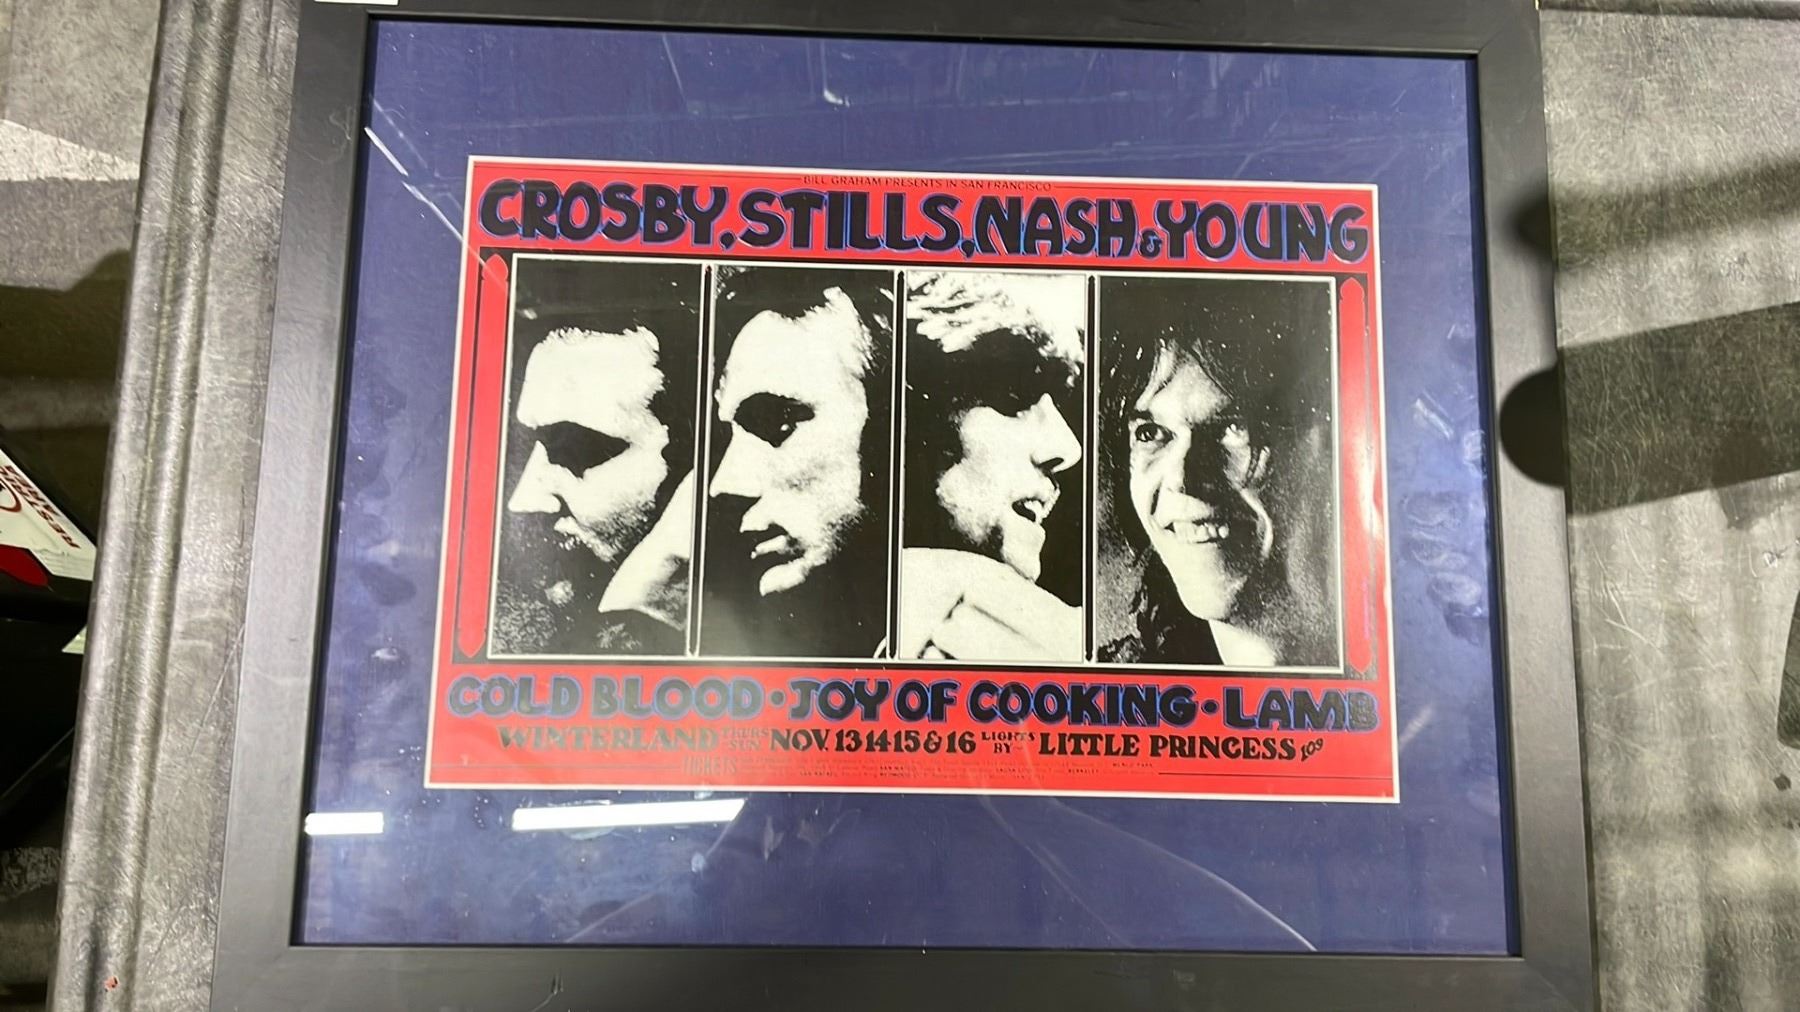 BILL GRAHAM PRESENTS IN SAN FRANCISCO
CROSBY, STILLS, NASH & YOUNG
COLD BLOOD • JOY OF COOKING • LAMB
WINTERLAND THURS-SUN. NOV. 13 14 15 & 16 LIGHTS BY~ LITTLE PRINCESS 109
TICKETS